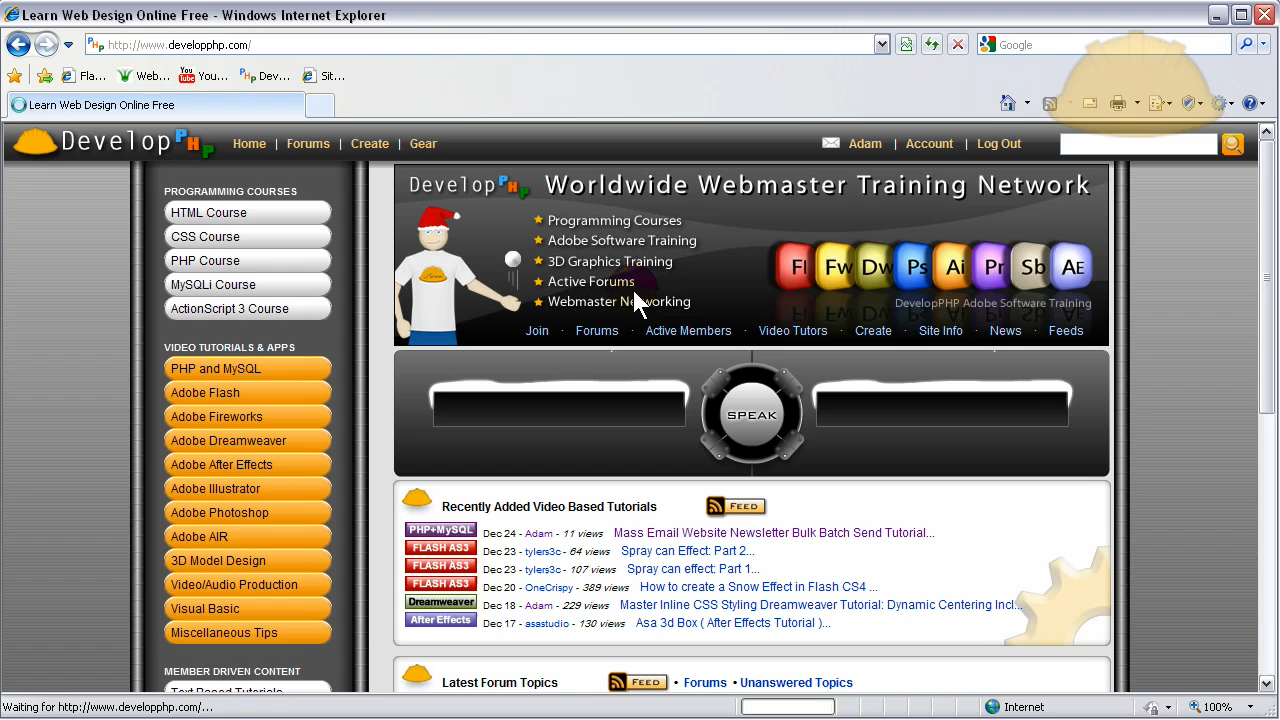 Learn Web Design Online Free - Windows Internet Explorer
http://www.developphp.com/
Google
Fla...
Web...
You Tube
You...
PHP
Dev...
Sit...
Learn Web Design Online Free
Develop PHP
Home | Forums | Create | Gear
Adam | Account | Log Out
PROGRAMMING COURSES
HTML Course
CSS Course
PHP Course
MySQLi Course
ActionScript 3 Course
VIDEO TUTORIALS & APPS
PHP and MySQL
Adobe Flash
Adobe Fireworks
Adobe Dreamweaver
Adobe After Effects
Adobe Illustrator
Adobe Photoshop
Adobe AIR
3D Model Design
Video/Audio Production
Visual Basic
Miscellaneous Tips
MEMBER DRIVEN CONTENT
Text Based Tutorials
Develop PHP Worldwide Webmaster Training Network
Programming Courses
Adobe Software Training
3D Graphics Training
Active Forums
Webmaster Networking
Fl Fw Dw Ps Ai Pr Sb AE
DevelopPHP Adobe Software Training
Join · Forums · Active Members · Video Tutors · Create · Site Info · News · Feeds
SPEAK
Recently Added Video Based Tutorials FEED
PHP+MySQL Dec 24 - Adam - 11 views Mass Email Website Newsletter Bulk Batch Send Tutorial...
FLASH AS3 Dec 23 - tylers3c - 64 views Spray can Effect: Part 2...
FLASH AS3 Dec 23 - tylers3c - 107 views Spray can effect: Part 1...
FLASH AS3 Dec 20 - OneCrispy - 389 views How to create a Snow Effect in Flash CS4 ...
Dreamweaver Dec 18 - Adam - 229 views Master Inline CSS Styling Dreamweaver Tutorial: Dynamic Centering Incl...
After Effects Dec 17 - asastudio - 130 views Asa 3d Box ( After Effects Tutorial )...
Latest Forum Topics FEED • Forums • Unanswered Topics
Waiting for http://www.developphp.com/...
Internet
100%